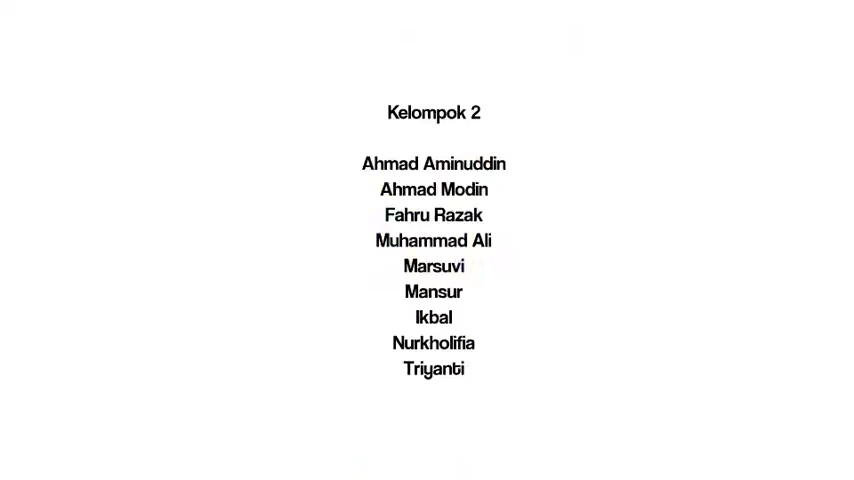 Kelompok 2
Ahmad Aminuddin
Ahmad Modin
Fahru Razak
Muhammad Ali
Marsuvi
Mansur
Ikbal
Nurkholifia
Triyanti